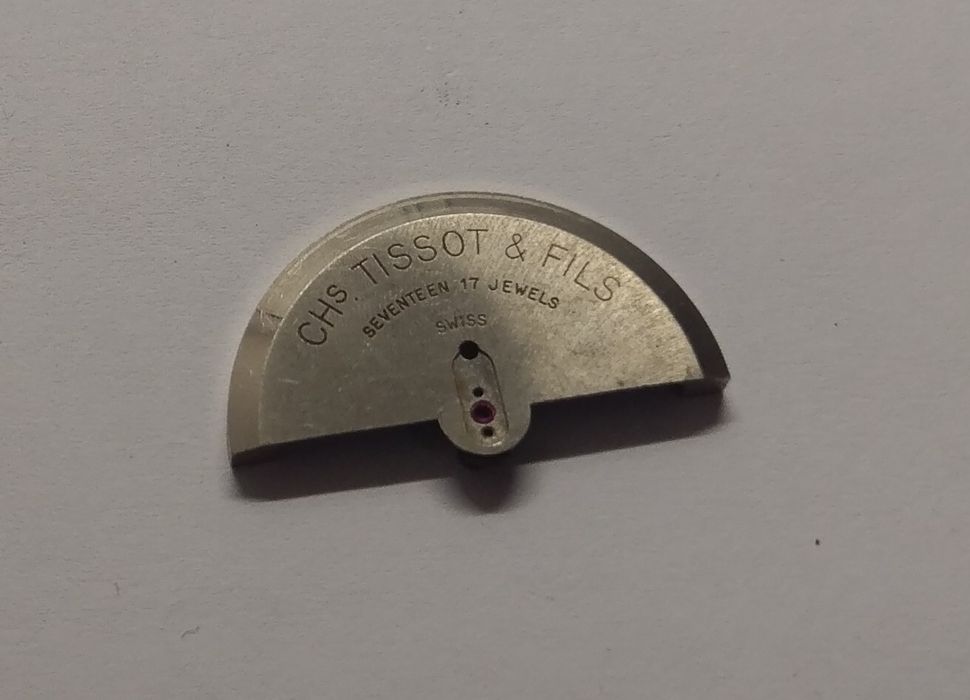 CHs. TISSOT & FILS
SEVENTEEN 17 JEWELS
SWISS